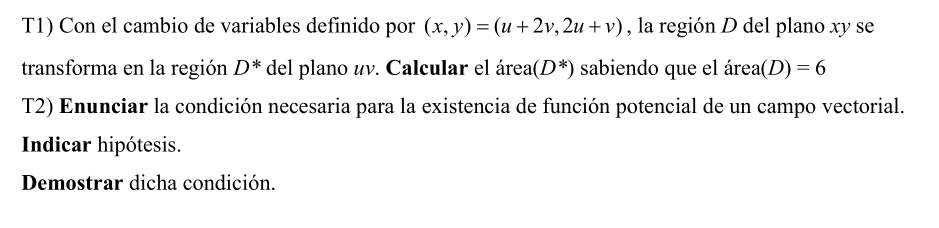 T1) Con el cambio de variables definido por (x, y) = (u + 2v, 2u + v), la región D del plano xy se
transforma en la región D* del plano uv. Calcular el área(D*) sabiendo que el área(D) = 6
T2) Enunciar la condición necesaria para la existencia de función potencial de un campo vectorial.
Indicar hipótesis.
Demostrar dicha condición.